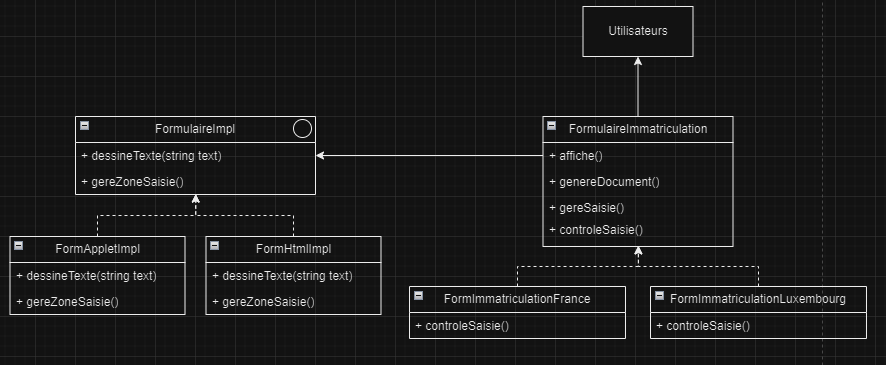 Utilisateurs
FormulaireImpl
+ dessineTexte(string text)
+ gereZoneSaisie()
FormulaireImmatriculation
+ affiche()
+ genereDocument()
+ gereSaisie()
+ controleSaisie()
FormAppletImpl
+ dessineTexte(string text)
+ gereZoneSaisie()
FormHtmlImpl
+ dessineTexte(string text)
+ gereZoneSaisie()
FormImmatriculationFrance
+ controleSaisie()
FormImmatriculationLuxembourg
+ controleSaisie()